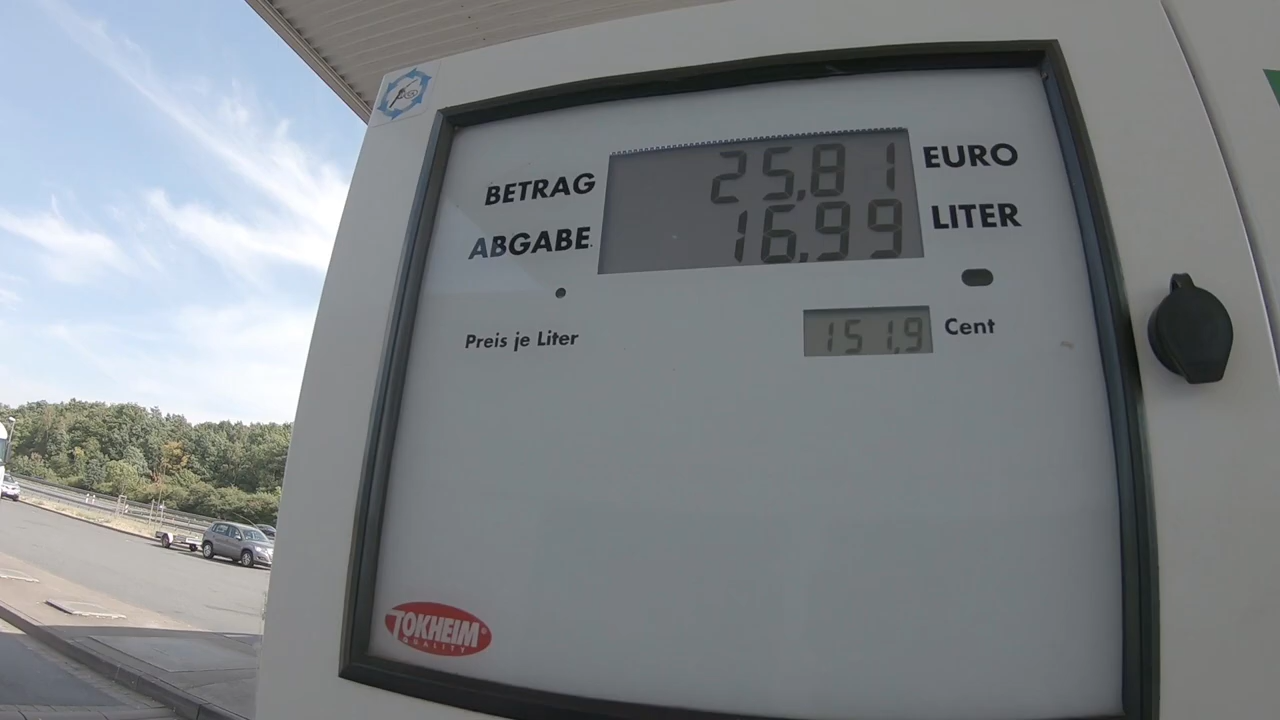 BETRAG 25,81 EURO
ABGABE 16,99 LITER
Preis je Liter 151,9 Cent
TOKHEIM
QUALITY